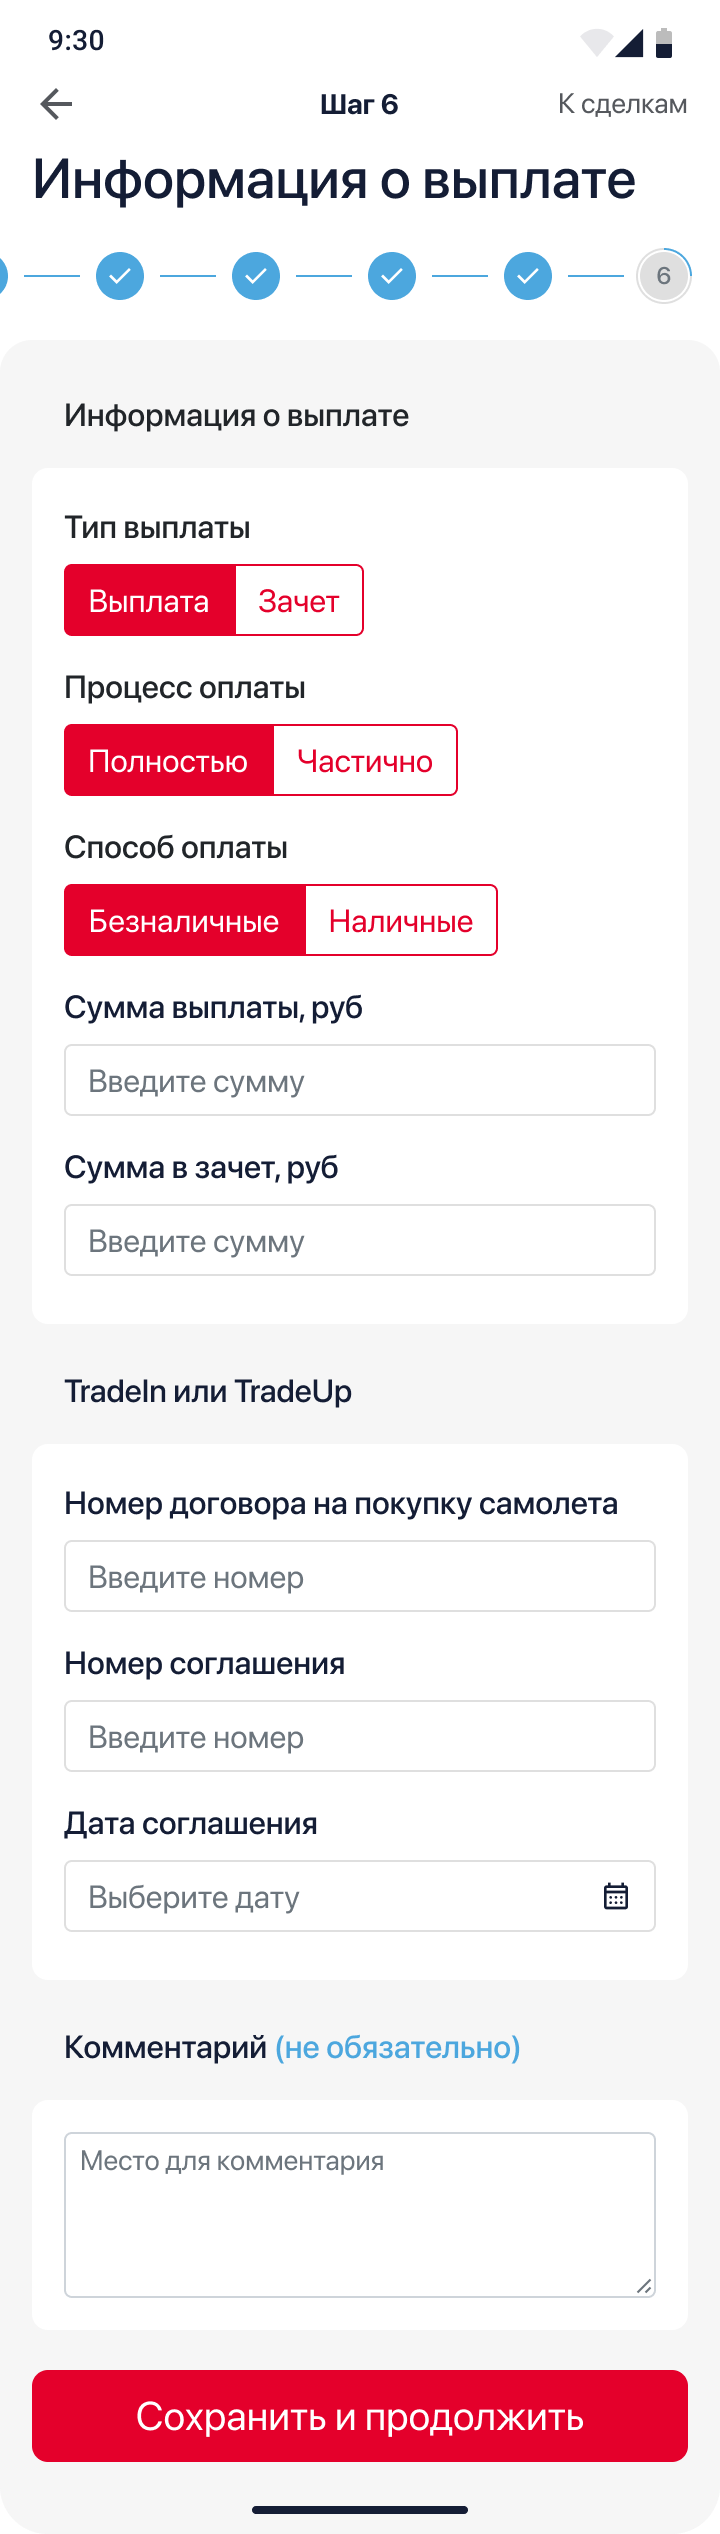 9:30
Шаг 6
К сделкам
Информация о выплате
6
Информация о выплате
Тип выплаты
Выплата Зачет
Процесс оплаты
Полностью Частично
Способ оплаты
Безналичные Наличные
Сумма выплаты, руб
Введите сумму
Сумма в зачет, руб
Введите сумму
TradeIn или TradeUp
Номер договора на покупку самолета
Введите номер
Номер соглашения
Введите номер
Дата соглашения
Выберите дату
Комментарий (не обязательно)
Место для комментария
Сохранить и продолжить